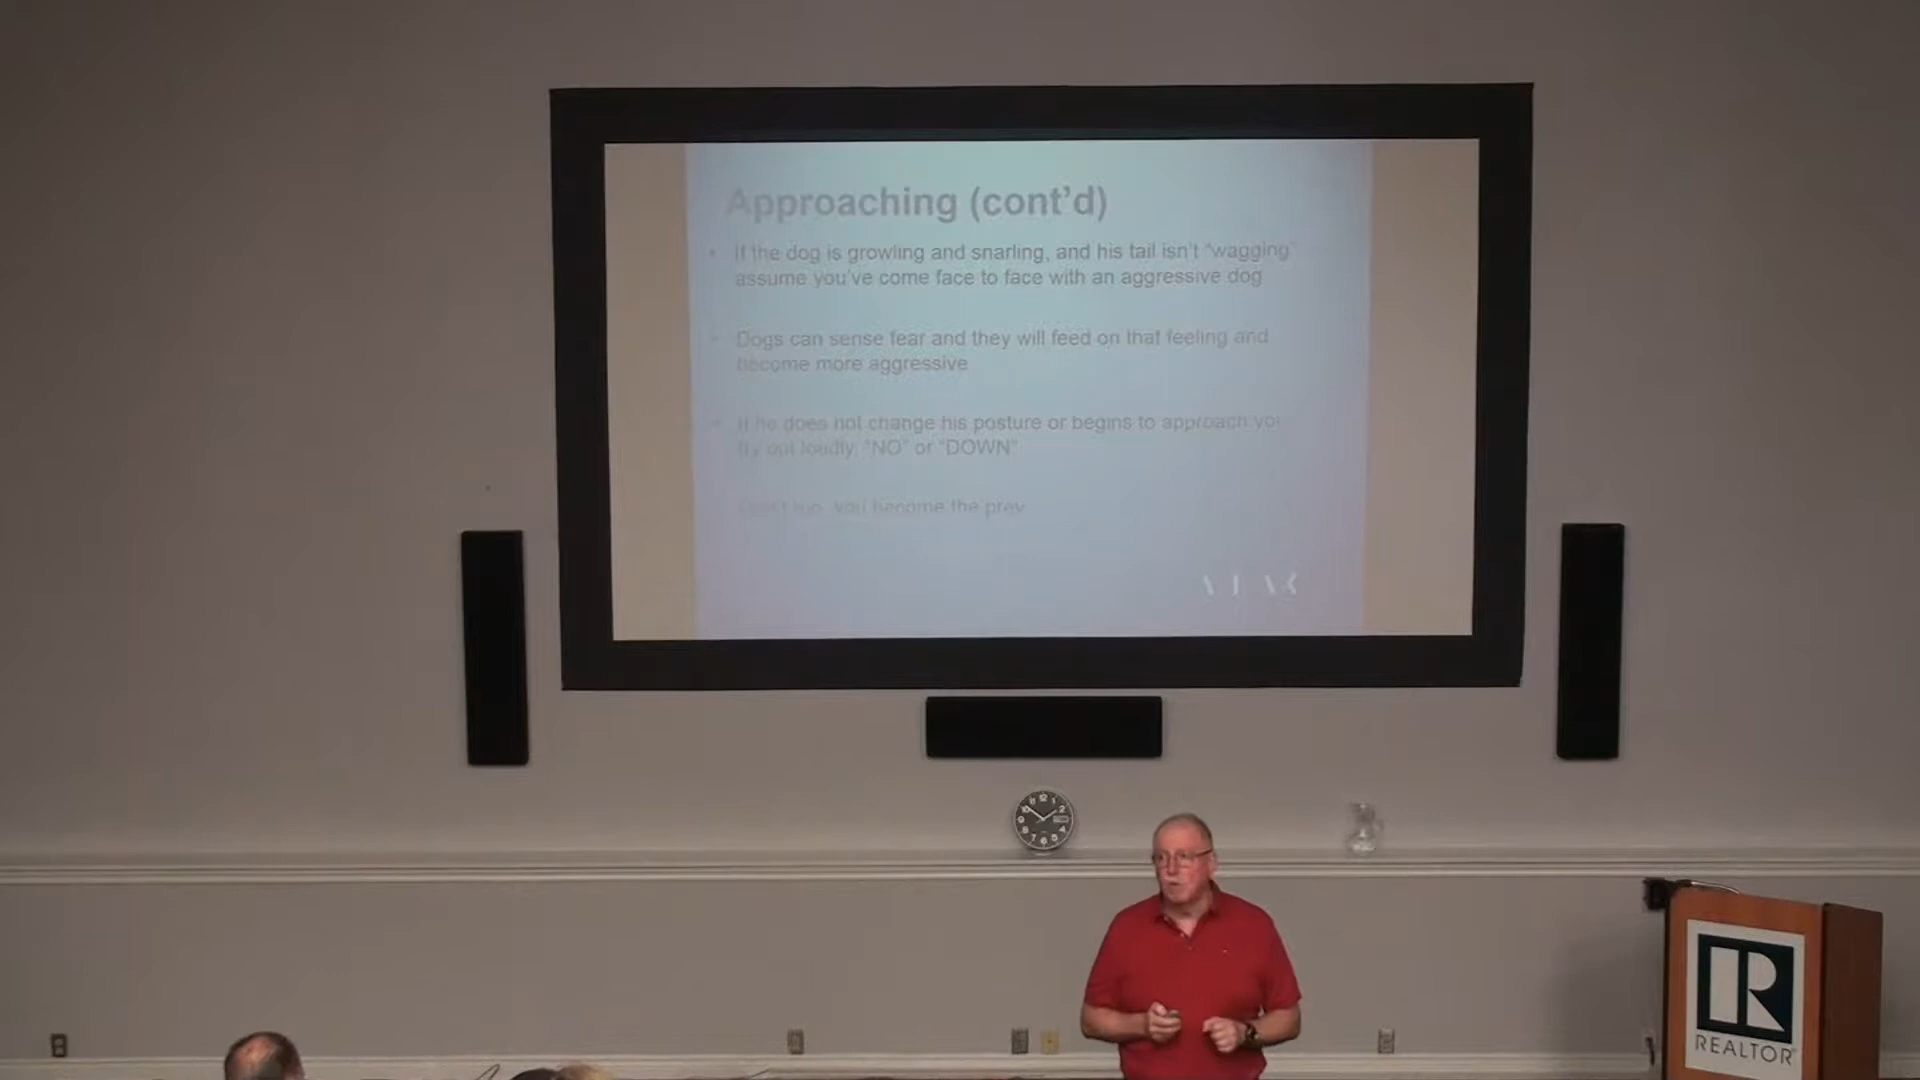 Approaching (cont'd)
If the dog is growling and snarling, and his tail isn't "wagging"
assume you've come face to face with an aggressive dog
Dogs can sense fear and they will feed on that feeling and
become more aggressive
If he does not change his posture or begins to approach you
out loudly, "NO" or "DOWN"
you become the prey
REALTOR